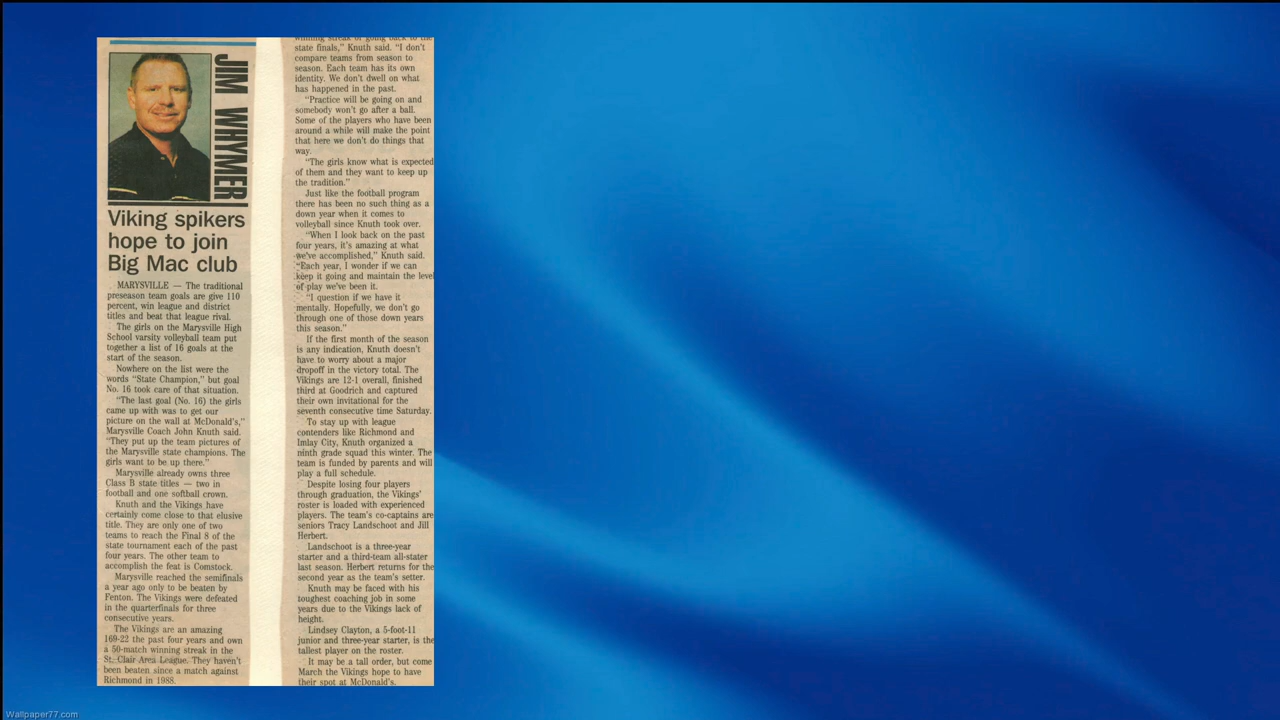 JIM WHYMER
Viking spikers
hope to join
Big Mac club
MARYSVILLE — The traditional
preseason team goals are give 110
percent, win league and district
titles and beat that league rival.
The girls on the Marysville High
School varsity volleyball team put
together a list of 16 goals at the
start of the season.
Nowhere on the list were the
words “State Champion,” but goal
No. 16 took care of that situation.
“The last goal (No. 16) the girls
came up with was to get our
picture on the wall at McDonald's,”
Marysville Coach John Knuth said.
“They put up the team pictures of
the Marysville state champions. The
girls want to be up there.”
Marysville already owns three
Class B state titles — two in
football and one softball crown.
Knuth and the Vikings have
certainly come close to that elusive
title. They are only one of two
teams to reach the Final 8 of the
state tournament each of the past
four years. The other team to
accomplish the feat is Comstock.
Marysville reached the semifinals
a year ago only to be beaten by
Fenton. The Vikings were defeated
in the quarterfinals for three
consecutive years.
The Vikings are an amazing
169-22 the past four years and own
a 50-match winning streak in the
St. Clair Area League. They haven't
been beaten since a match against
Richmond in 1988.
winning streak or going back to the
state finals,” Knuth said. “I don't
compare teams from season to
season. Each team has its own
identity. We don't dwell on what
has happened in the past.
“Practice will be going on and
somebody won't go after a ball.
Some of the players who have been
around a while will make the point
that here we don't do things that
way.
“The girls know what is expected
of them and they want to keep up
the tradition.”
Just like the football program
there has been no such thing as a
down year when it comes to
volleyball since Knuth took over.
“When I look back on the past
four years, it's amazing at what
we've accomplished,” Knuth said.
“Each year, I wonder if we can
keep it going and maintain the level
of play we've been it.
“I question if we have it
mentally. Hopefully, we don't go
through one of those down years
this season.”
If the first month of the season
is any indication, Knuth doesn't
have to worry about a major
dropoff in the victory total. The
Vikings are 12-1 overall, finished
third at Goodrich and captured
their own invitational for the
seventh consecutive time Saturday.
To stay up with league
contenders like Richmond and
Imlay City, Knuth organized a
ninth grade squad this winter. The
team is funded by parents and will
play a full schedule.
Despite losing four players
through graduation, the Vikings'
roster is loaded with experienced
players. The team's co-captains are
seniors Tracy Landschoot and Jill
Herbert.
Landschoot is a three-year
starter and a third-team all-stater
last season. Herbert returns for the
second year as the team's setter.
Knuth may be faced with his
toughest coaching job in some
years due to the Vikings lack of
height.
Lindsey Clayton, a 5-foot-11
junior and three-year starter, is the
tallest player on the roster.
It may be a tall order, but come
March the Vikings hope to have
their spot at McDonald's.
Wallpaper77.com